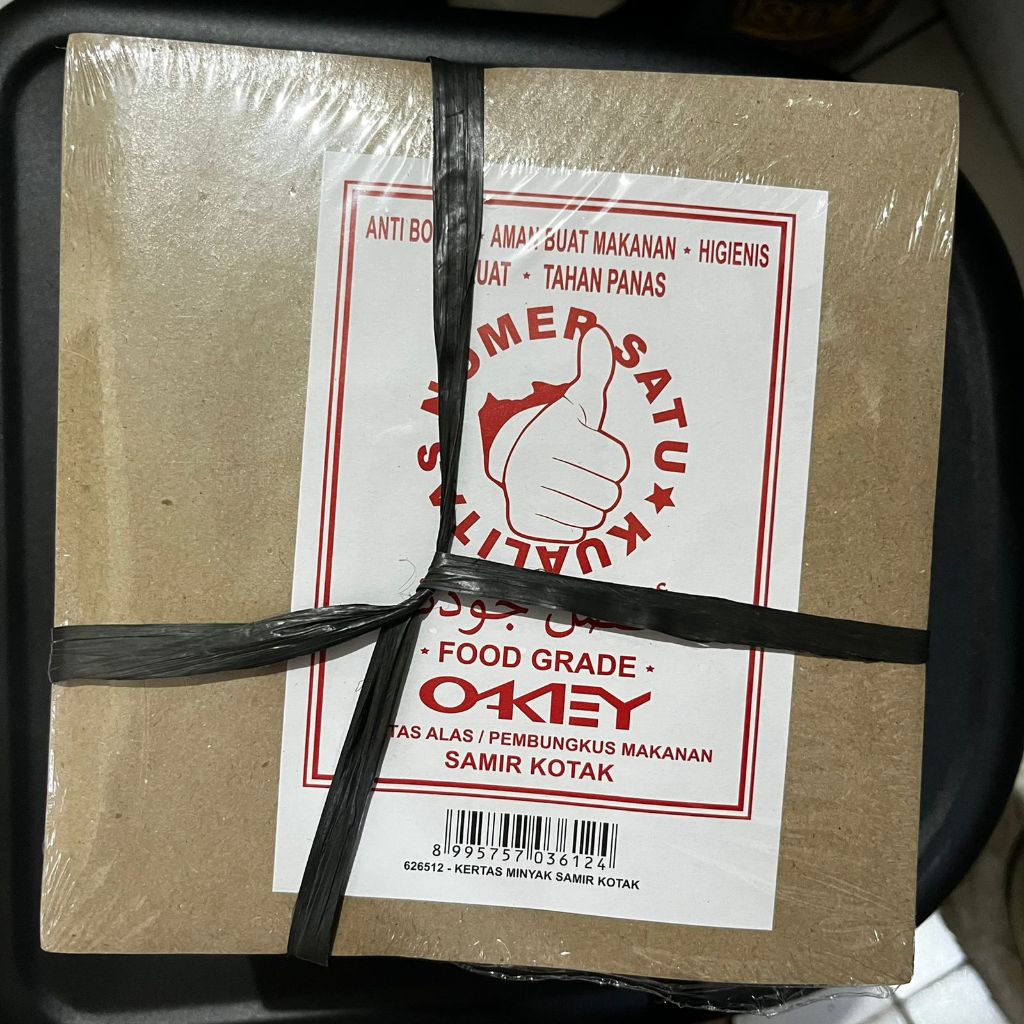 ANTI BO ★ AMAN BUAT MAKANAN ★ HIGIENIS
UAT ★ TAHAN PANAS
NOMER SATU ★ KUALITAS
جودة
• FOOD GRADE •
OAKEY
TAS ALAS / PEMBUNGKUS MAKANAN
SAMIR KOTAK
8 995757 036124
626512 - KERTAS MINYAK SAMIR KOTAK